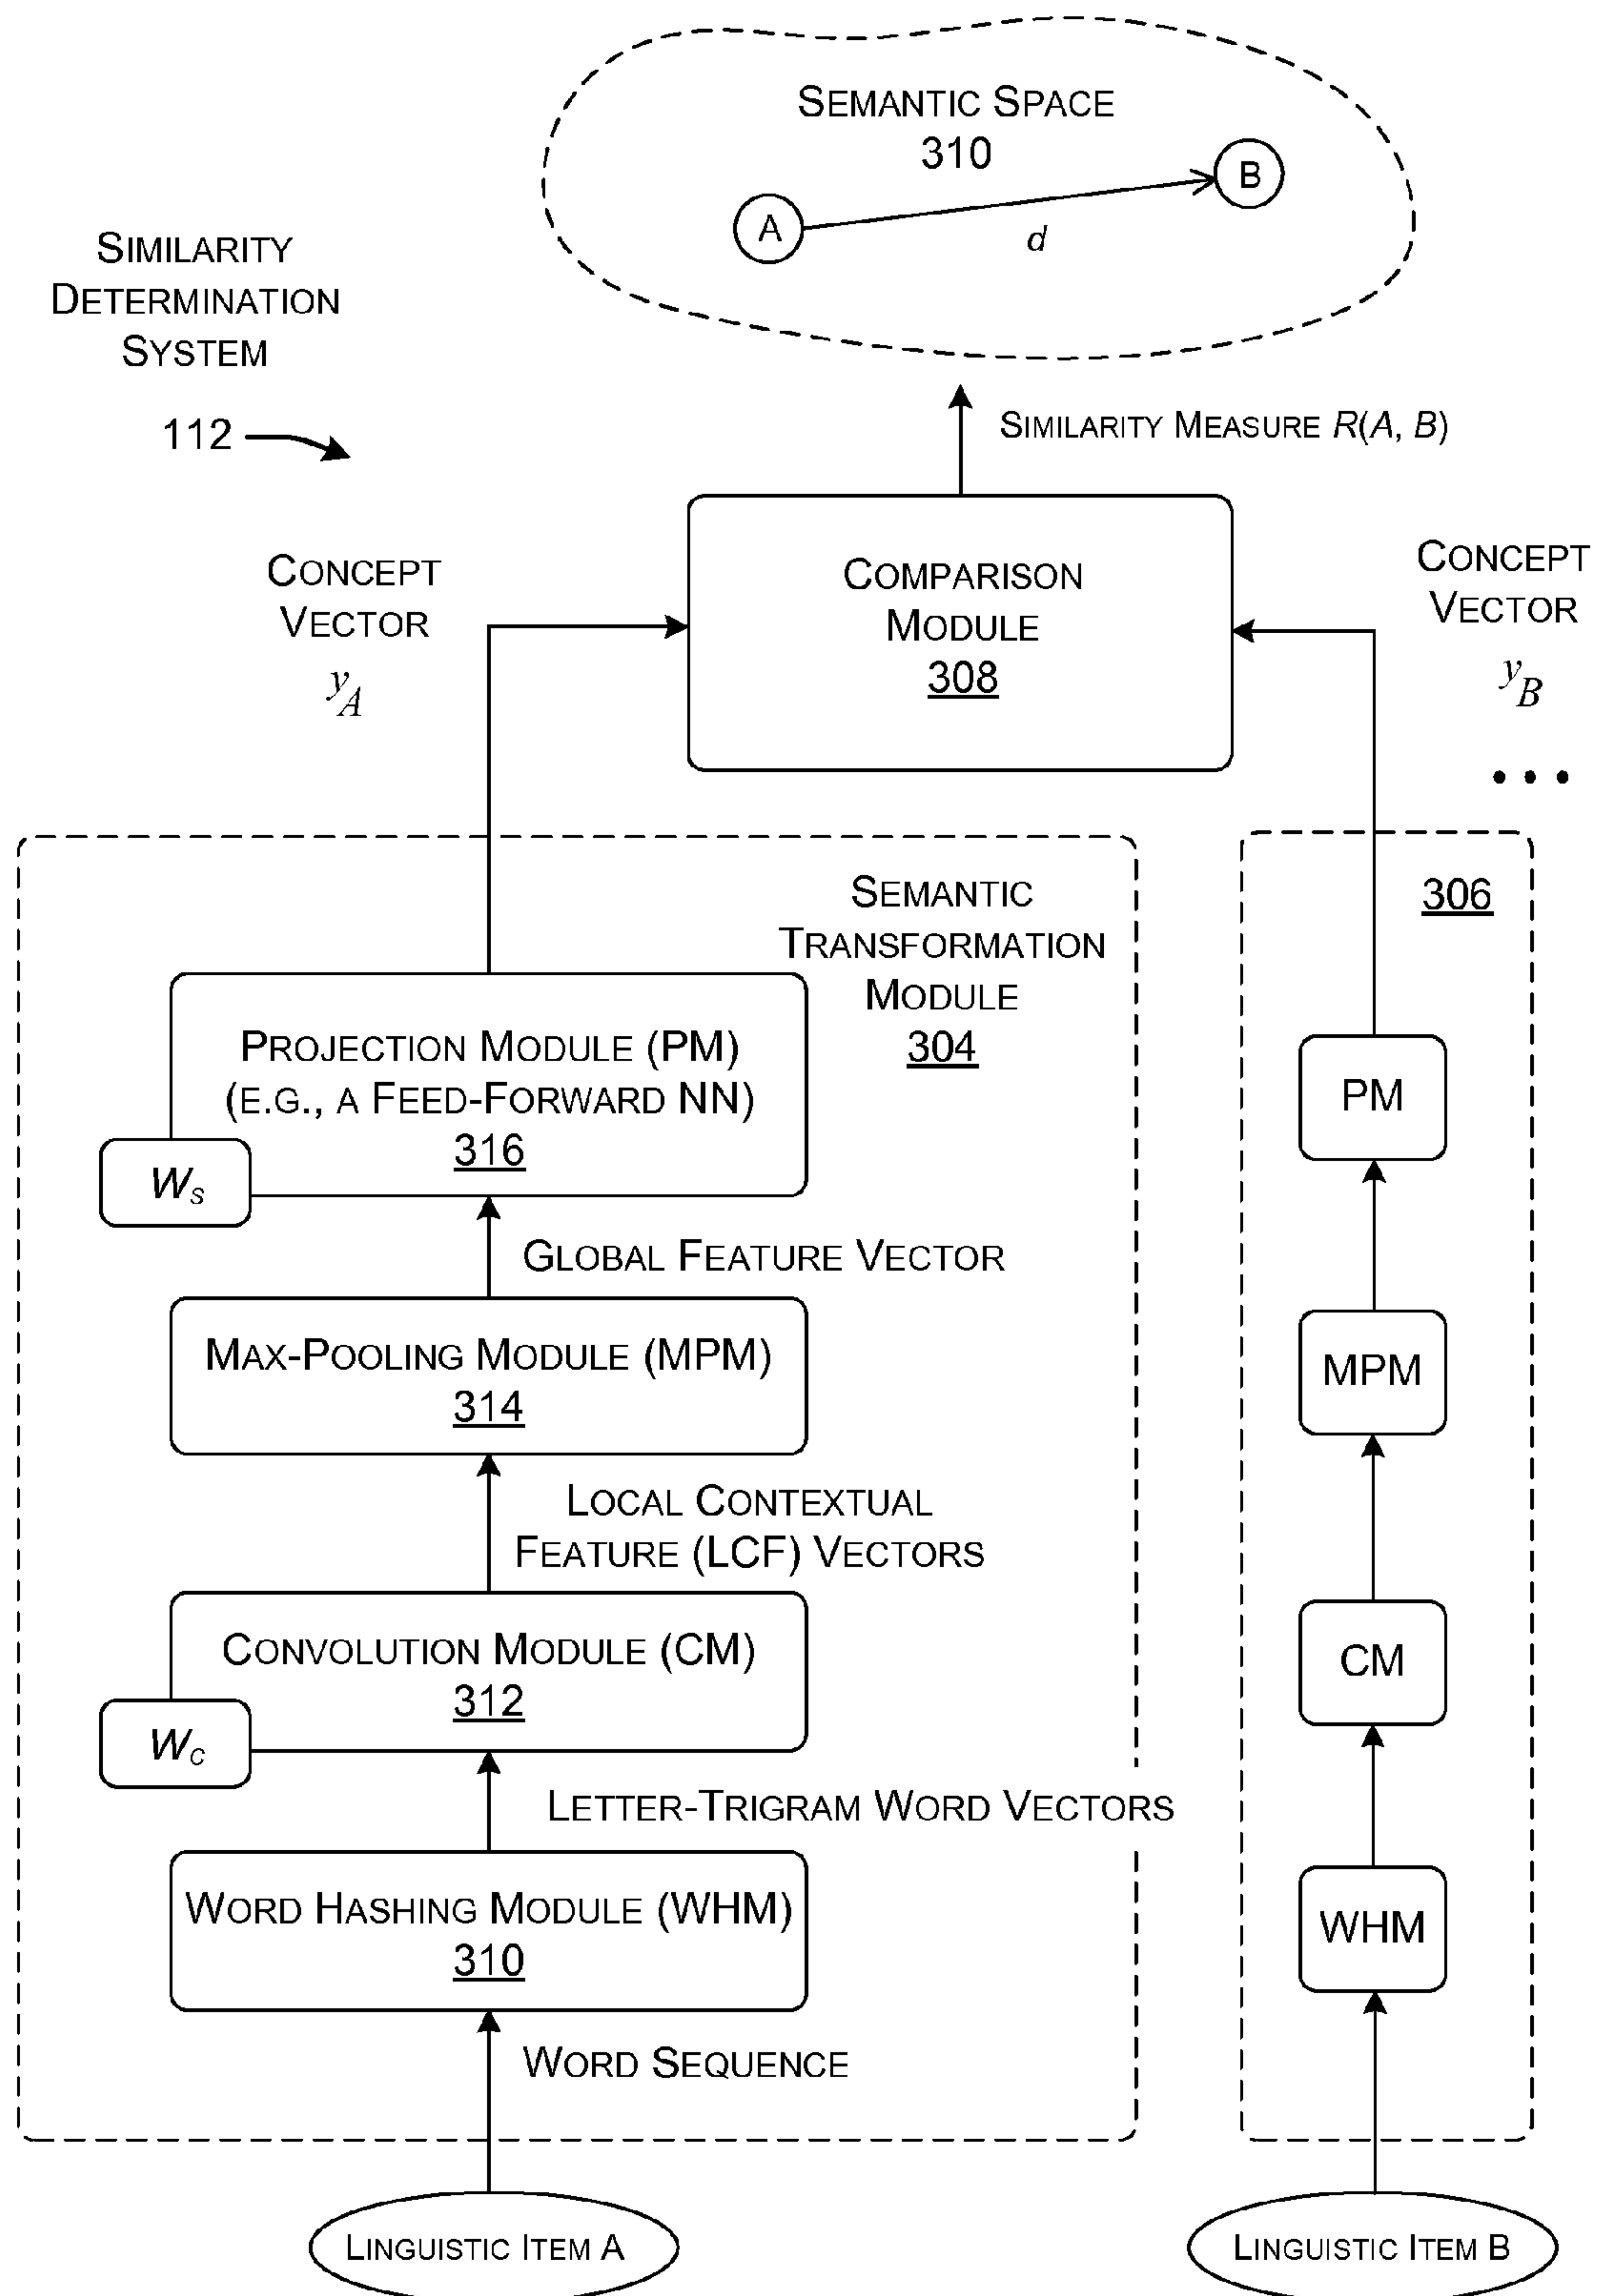 SEMANTIC SPACE
310
A
B
d
SIMILARITY
DETERMINATION
SYSTEM
112
SIMILARITY MEASURE R(A, B)
CONCEPT
VECTOR
yA
COMPARISON
MODULE
308
CONCEPT
VECTOR
yB
• • •
SEMANTIC
TRANSFORMATION
MODULE
304
PROJECTION MODULE (PM)
(E.G., A FEED-FORWARD NN)
316
Ws
GLOBAL FEATURE VECTOR
MAX-POOLING MODULE (MPM)
314
LOCAL CONTEXTUAL
FEATURE (LCF) VECTORS
CONVOLUTION MODULE (CM)
312
Wc
LETTER-TRIGRAM WORD VECTORS
WORD HASHING MODULE (WHM)
310
WORD SEQUENCE
LINGUISTIC ITEM A
306
PM
MPM
CM
WHM
LINGUISTIC ITEM B